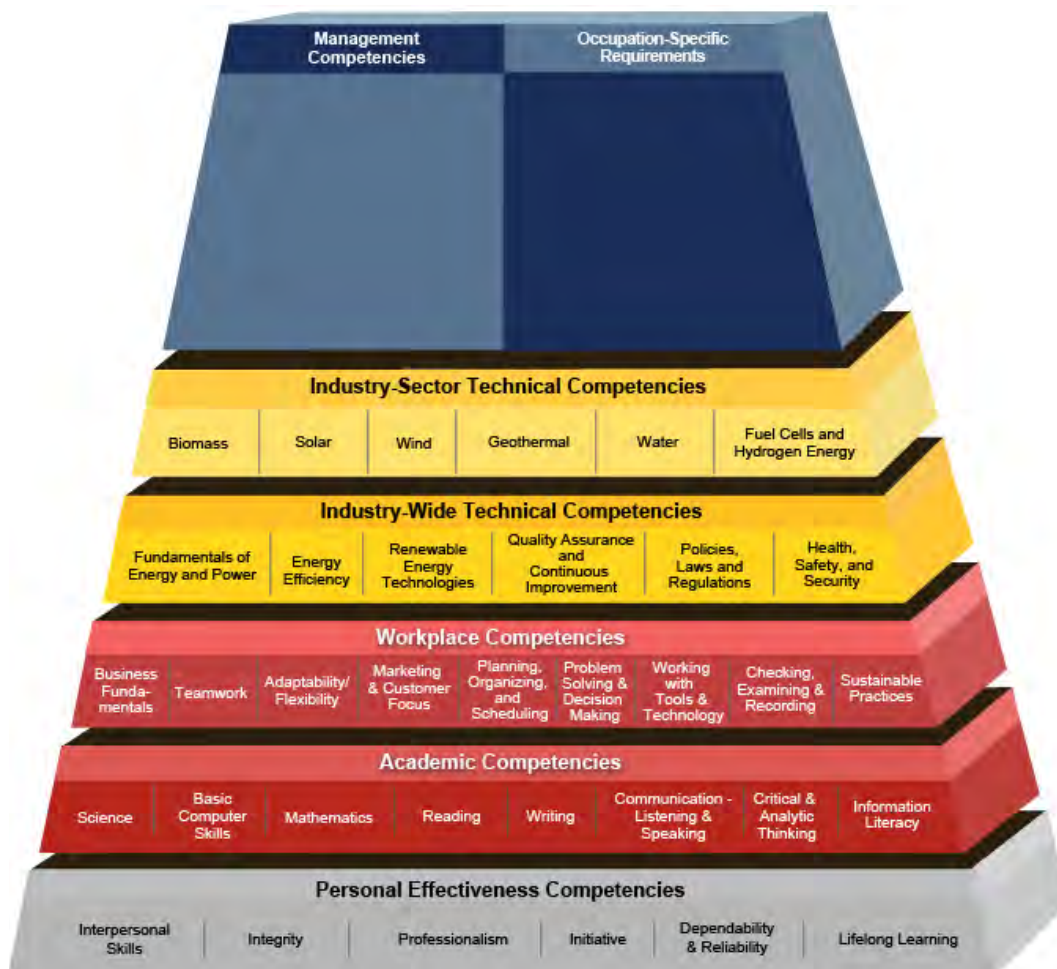 Management
Competencies
Occupation-Specific
Requirements
Industry-Sector Technical Competencies
Biomass
Solar
Wind
Geothermal
Water
Fuel Cells and
Hydrogen Energy
Industry-Wide Technical Competencies
Fundamentals of
Energy and Power
Energy
Efficiency
Renewable
Energy
Technologies
Quality Assurance
and
Continuous
Improvement
Policies,
Laws and
Regulations
Health,
Safety, and
Security
Workplace Competencies
Business
Funda-
mentals
Teamwork
Adaptability/
Flexibility
Marketing
& Customer
Focus
Planning,
Organizing,
and
Scheduling
Problem
Solving &
Decision
Making
Working
with
Tools &
Technology
Checking,
Examining &
Recording
Sustainable
Practices
Academic Competencies
Science
Basic
Computer
Skills
Mathematics
Reading
Writing
Communication -
Listening &
Speaking
Critical &
Analytic
Thinking
Information
Literacy
Personal Effectiveness Competencies
Interpersonal
Skills
Integrity
Professionalism
Initiative
Dependability
& Reliability
Lifelong Learning